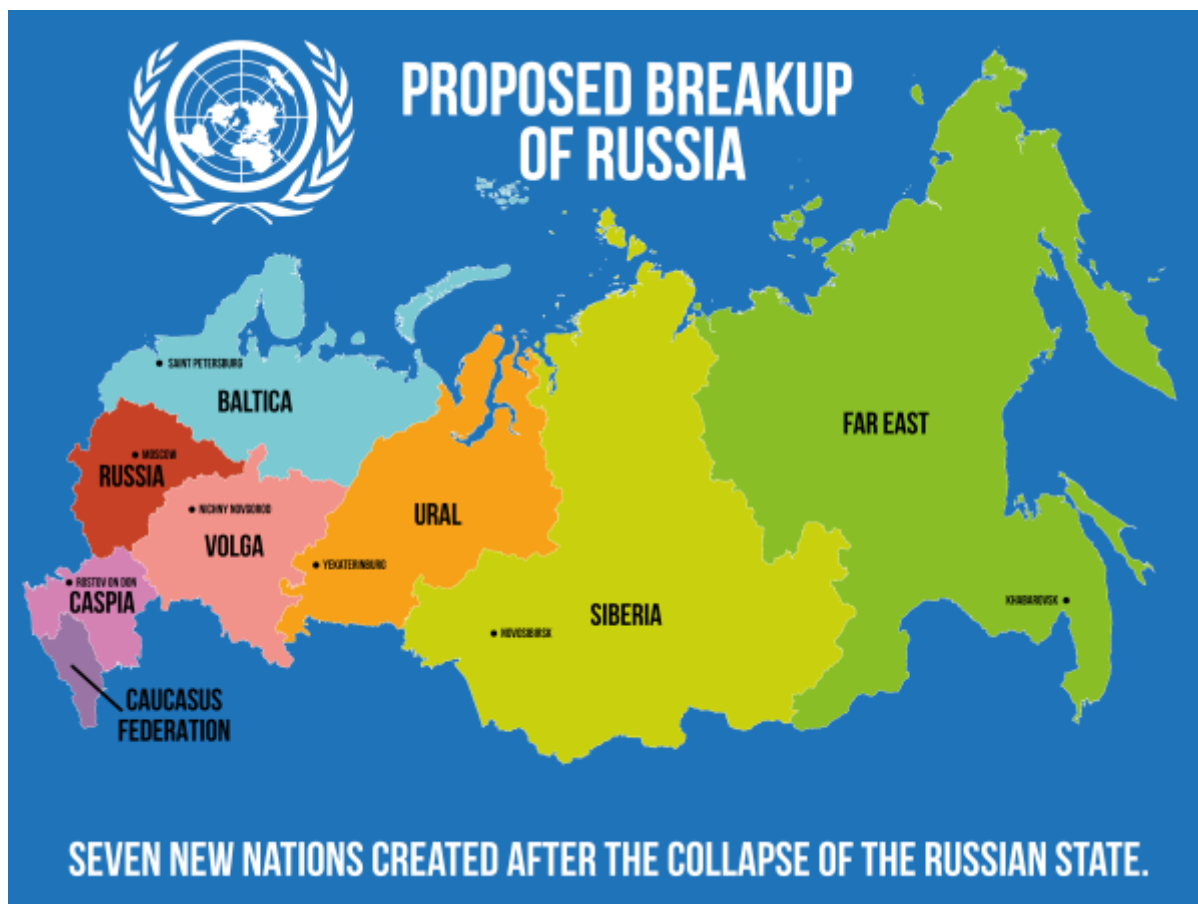 PROPOSED BREAKUP
OF RUSSIA
SAINT PETERSBURG
BALTICA
MOSCOW
RUSSIA
FAR EAST
NICHNY NOVGOROD
VOLGA
URAL
YEKATERINBURG
ROSTOV ON DON
CASPIA
KHABAROVSK
SIBERIA
NOVOSIBIRSK
CAUCASUS
FEDERATION
SEVEN NEW NATIONS CREATED AFTER THE COLLAPSE OF THE RUSSIAN STATE.